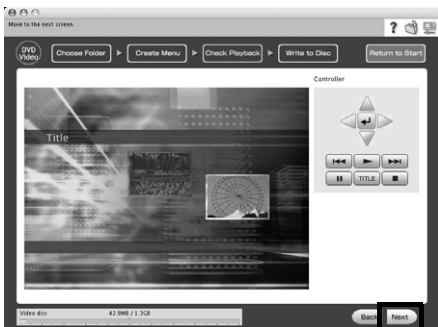 Move to the next screen.
?
DVD
Video
Choose Folder
Create Menu
Check Playback
Write to Disc
Return to Start
Controller
Title
TITLE
Video disc 42.9MB / 1.3GB
Back
Next